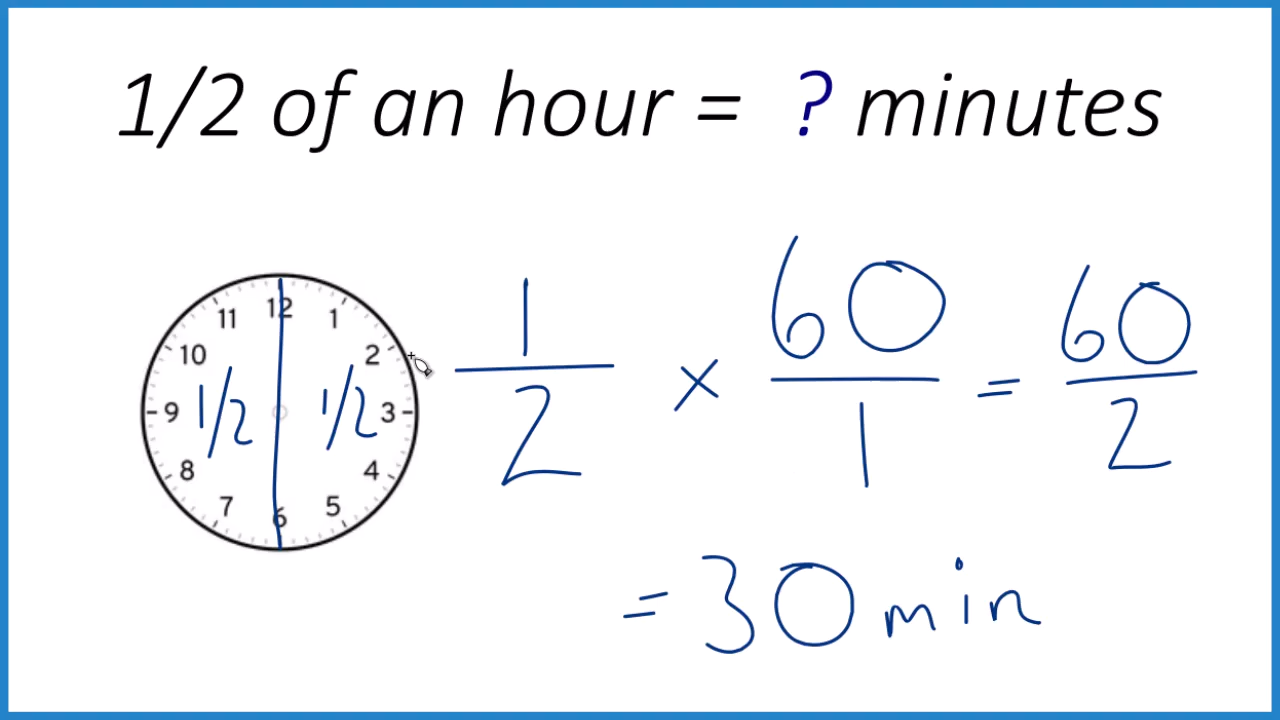 1/2 of an hour = ? minutes
12
11 1
10 2
9 1/2 1/2 3
8 4
7 5
6
1/2 × 60/1 = 60/2
= 30 min